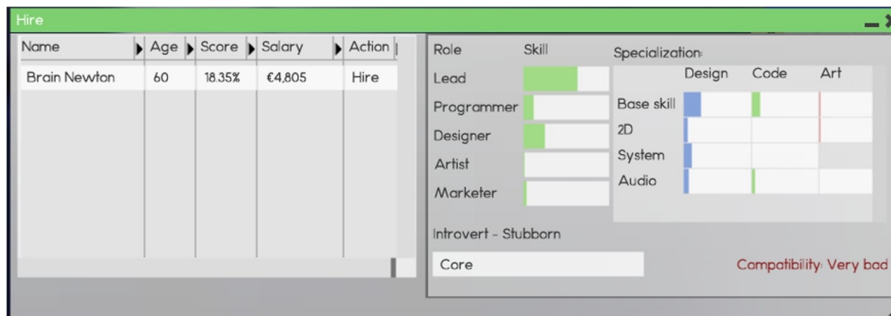 Hire
Name Age Score Salary Action
Brain Newton 60 18.35% €4,805 Hire
Role Skill
Lead
Programmer
Designer
Artist
Marketer
Specialization:
Design Code Art
Base skill
2D
System
Audio
Introvert - Stubborn
Core
Compatibility: Very bad